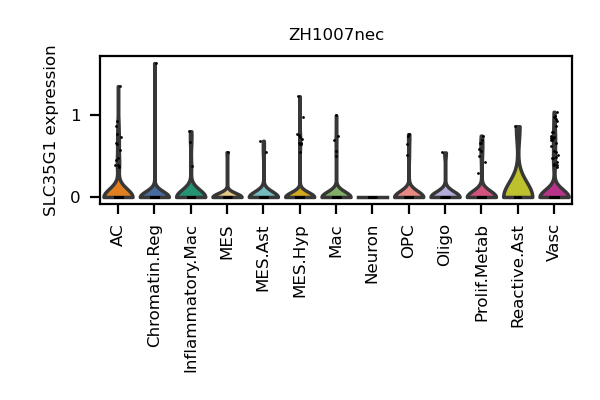 ZH1007nec
SLC35G1 expression
1
0
AC
Chromatin.Reg
Inflammatory.Mac
MES
MES.Ast
MES.Hyp
Mac
Neuron
OPC
Oligo
Prolif.Metab
Reactive.Ast
Vasc